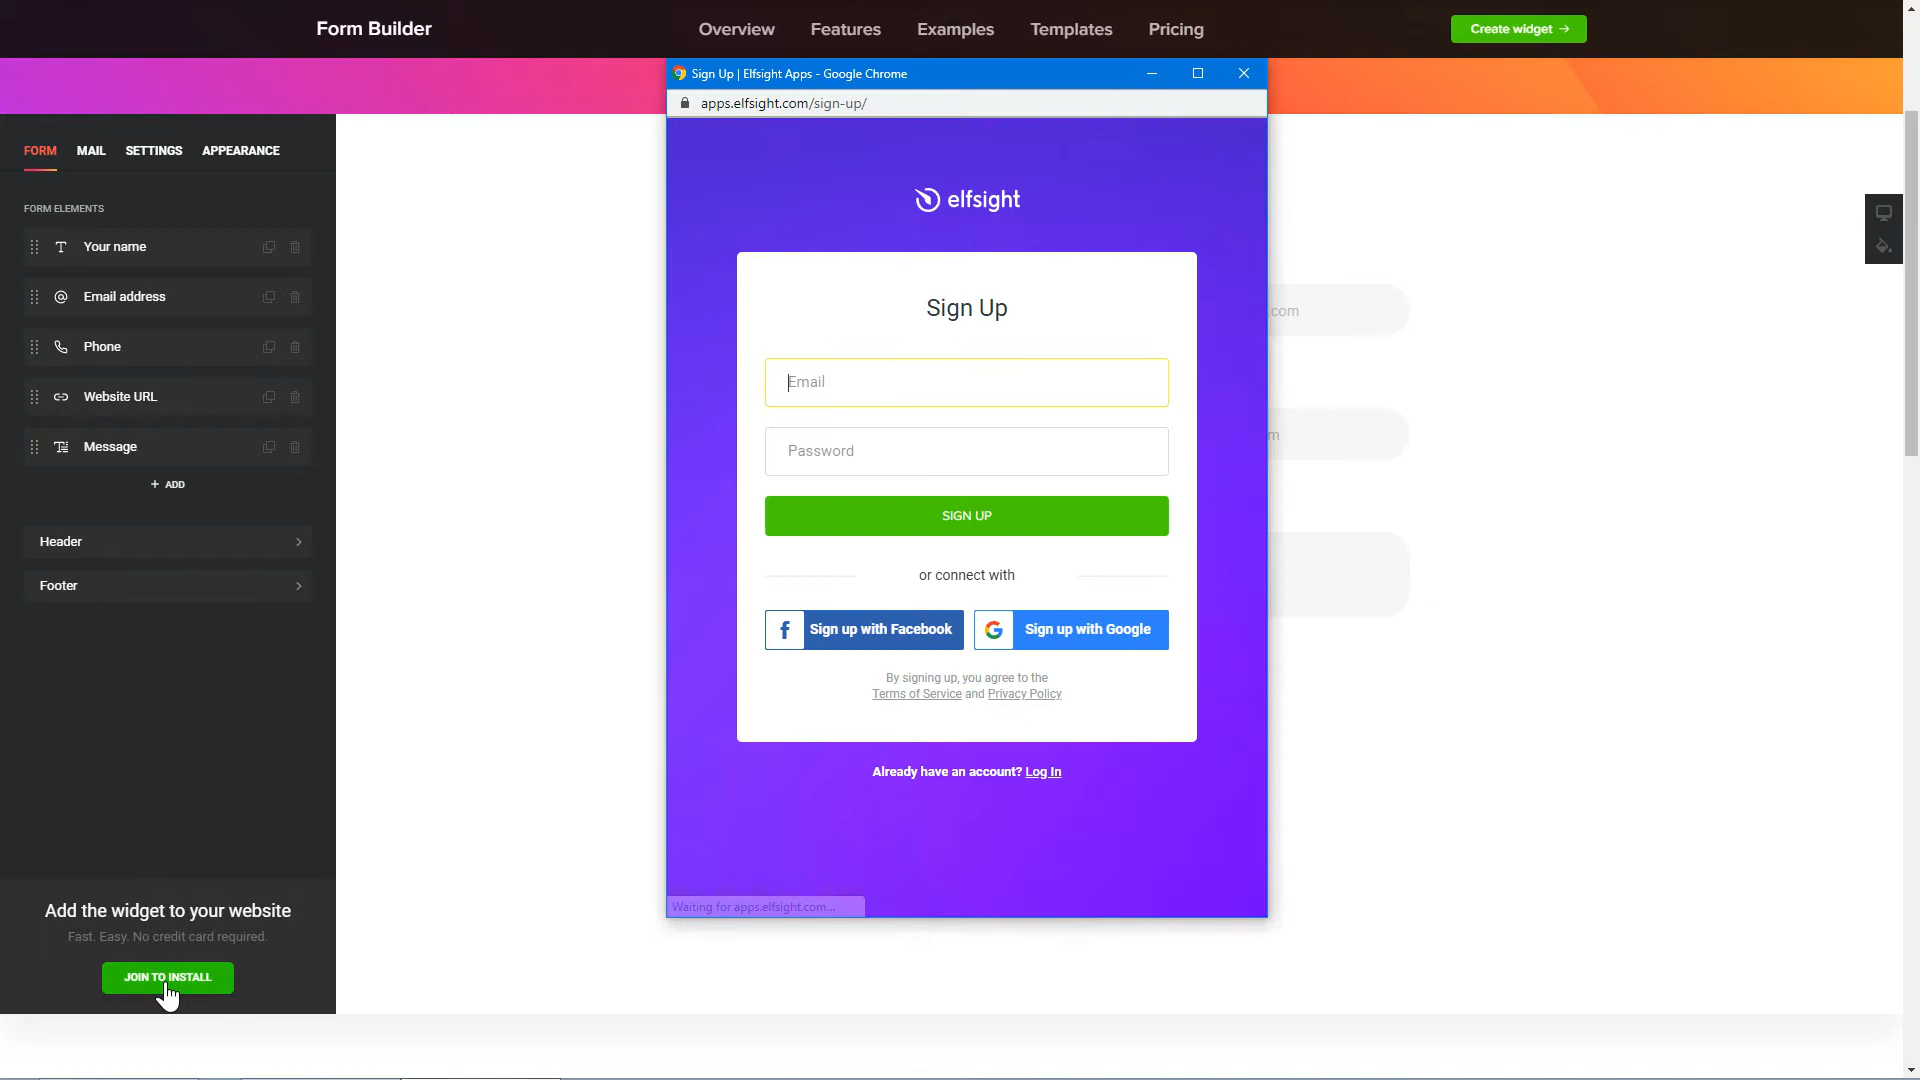 Form Builder
Overview
Features
Examples
Templates
Pricing
Create widget →
Sign Up | Elfsight Apps - Google Chrome
apps.elfsight.com/sign-up/
FORM
MAIL
SETTINGS
APPEARANCE
FORM ELEMENTS
Your name
Email address
Phone
Website URL
Message
+ ADD
Header
Footer
Add the widget to your website
Fast. Easy. No credit card required.
JOIN TO INSTALL
elfsight
Sign Up
Email
Password
SIGN UP
or connect with
Sign up with Facebook
Sign up with Google
By signing up, you agree to the
Terms of Service and Privacy Policy
Already have an account? Log In
Waiting for apps.elfsight.com...
.com
m